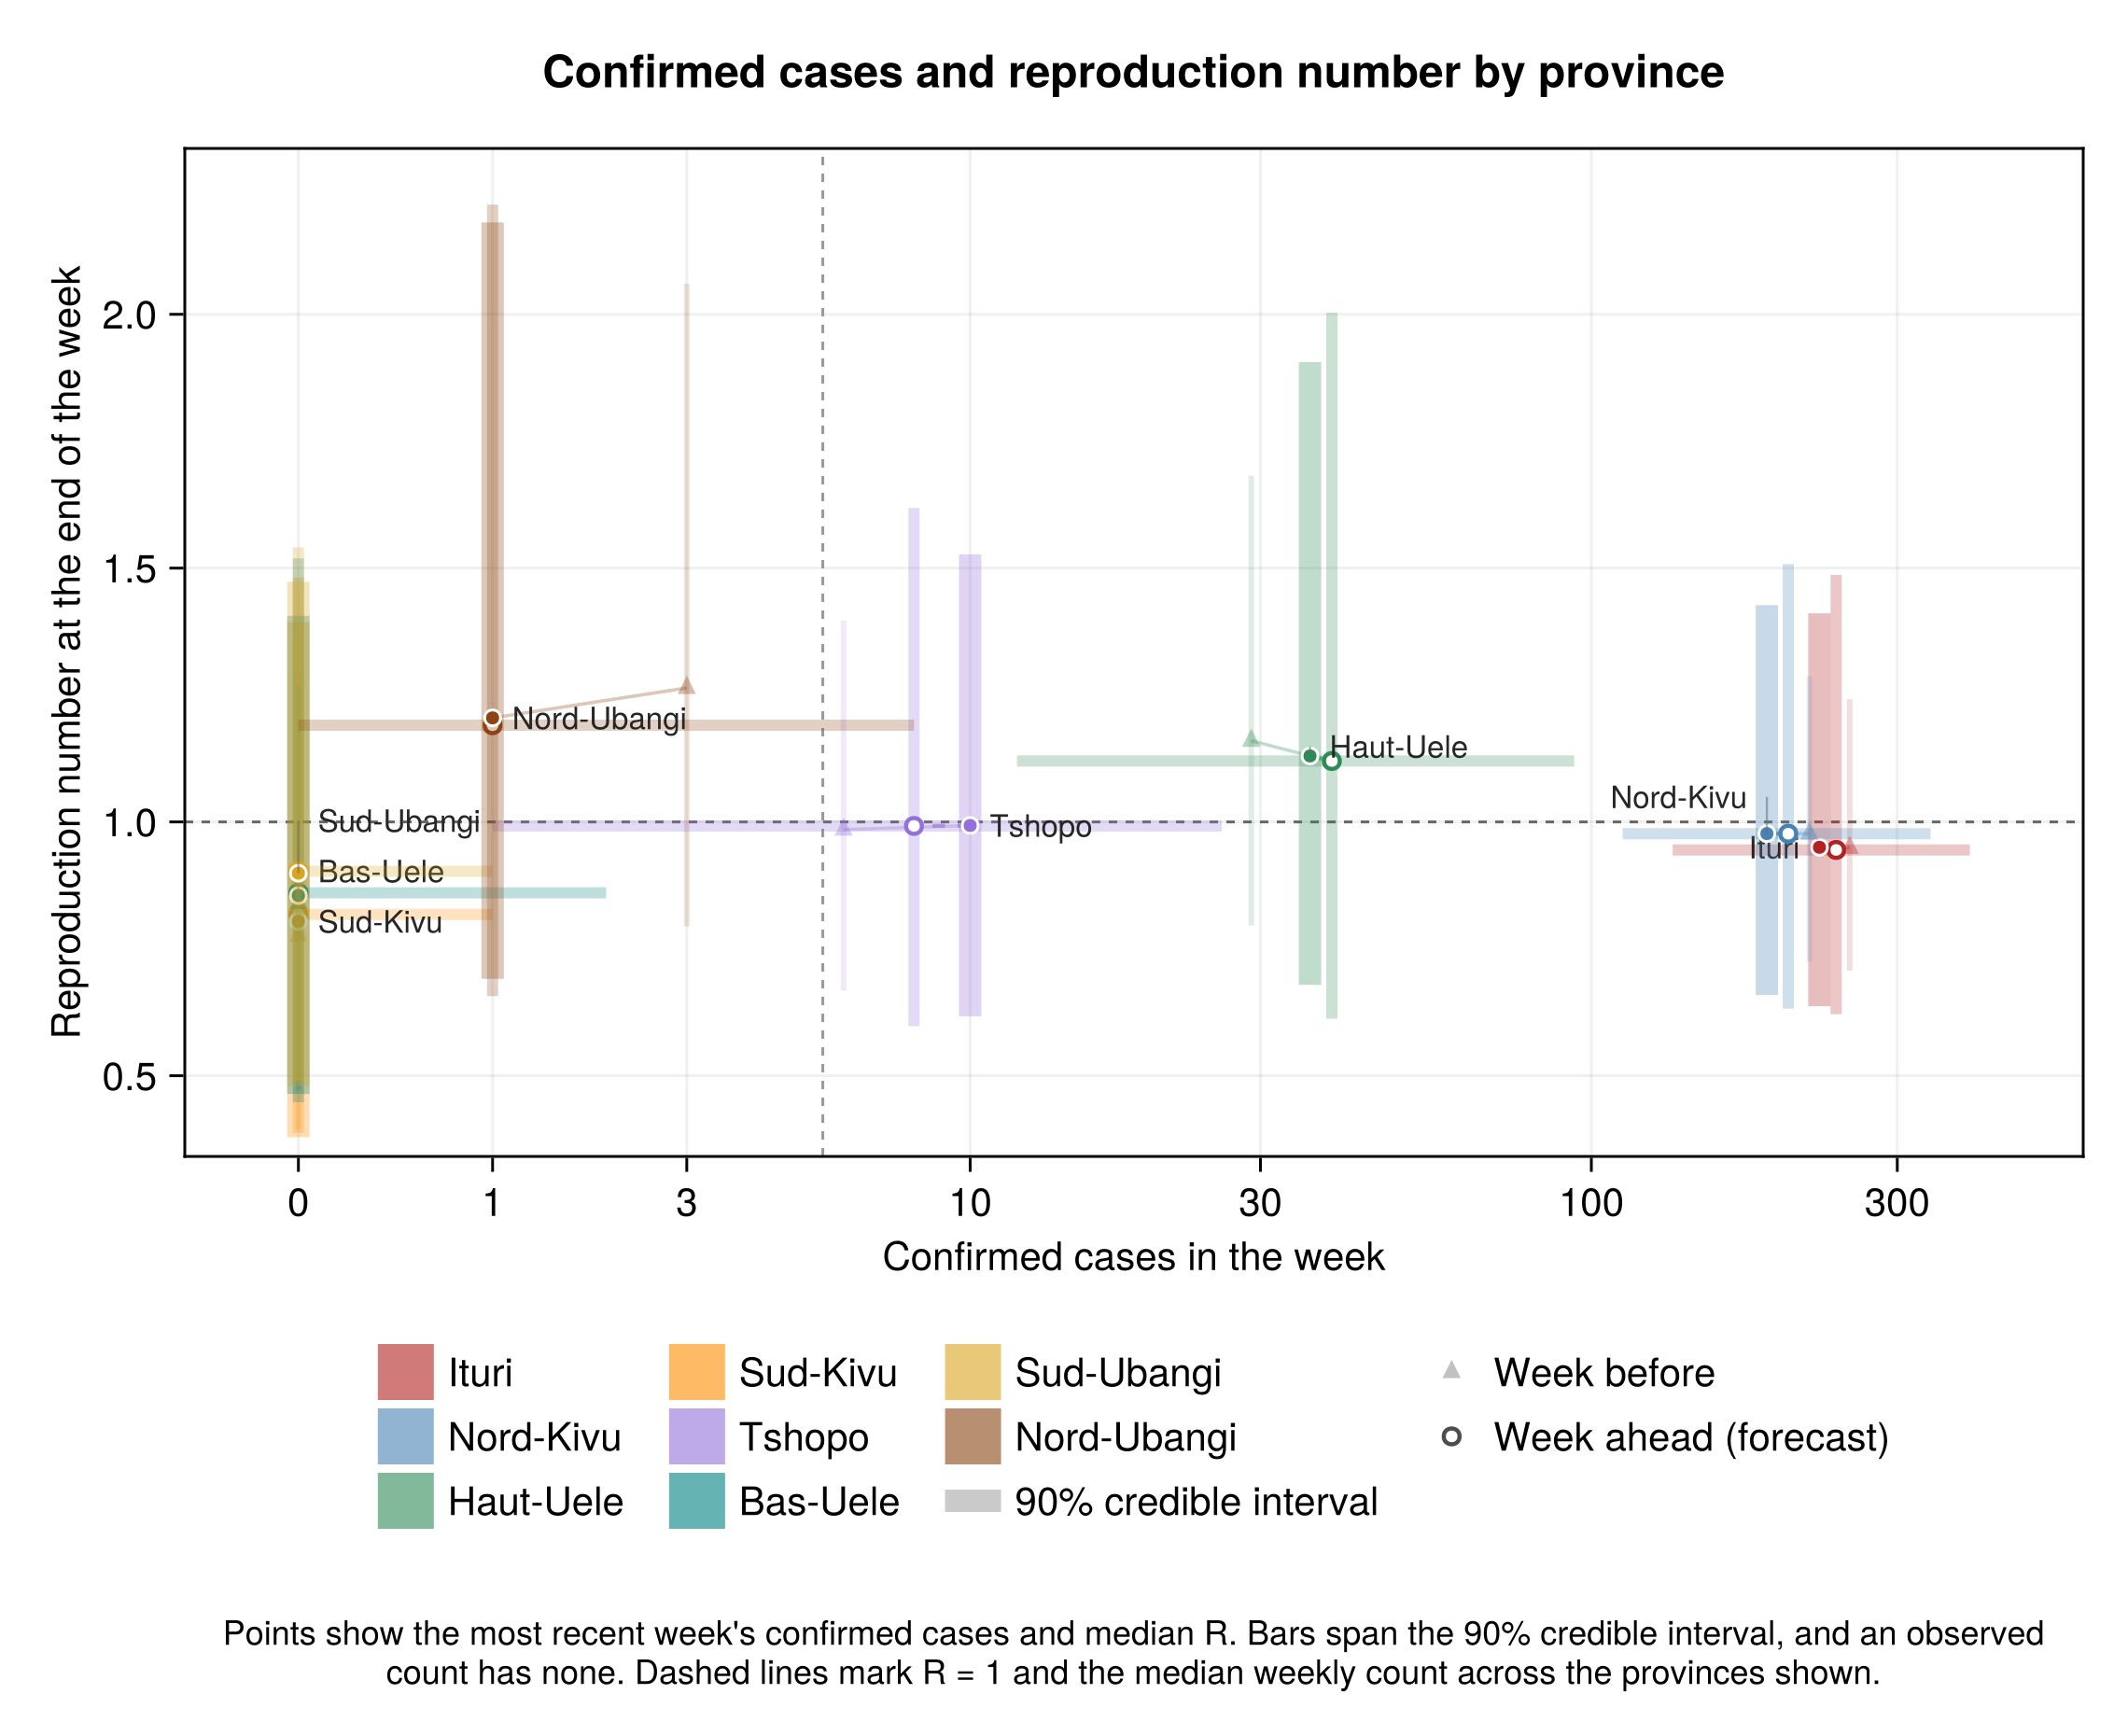 Confirmed cases and reproduction number by province
Reproduction number at the end of the week
2.0
1.5
1.0
0.5
Nord-Ubangi
Haut-Uele
Nord-Kivu
Sud-Ubangi
Tshopo
Ituri
Bas-Uele
Sud-Kivu
0 1 3 10 30 100 300
Confirmed cases in the week
Ituri Sud-Kivu Sud-Ubangi Week before
Nord-Kivu Tshopo Nord-Ubangi Week ahead (forecast)
Haut-Uele Bas-Uele 90% credible interval
Points show the most recent week's confirmed cases and median R. Bars span the 90% credible interval, and an observed
count has none. Dashed lines mark R = 1 and the median weekly count across the provinces shown.